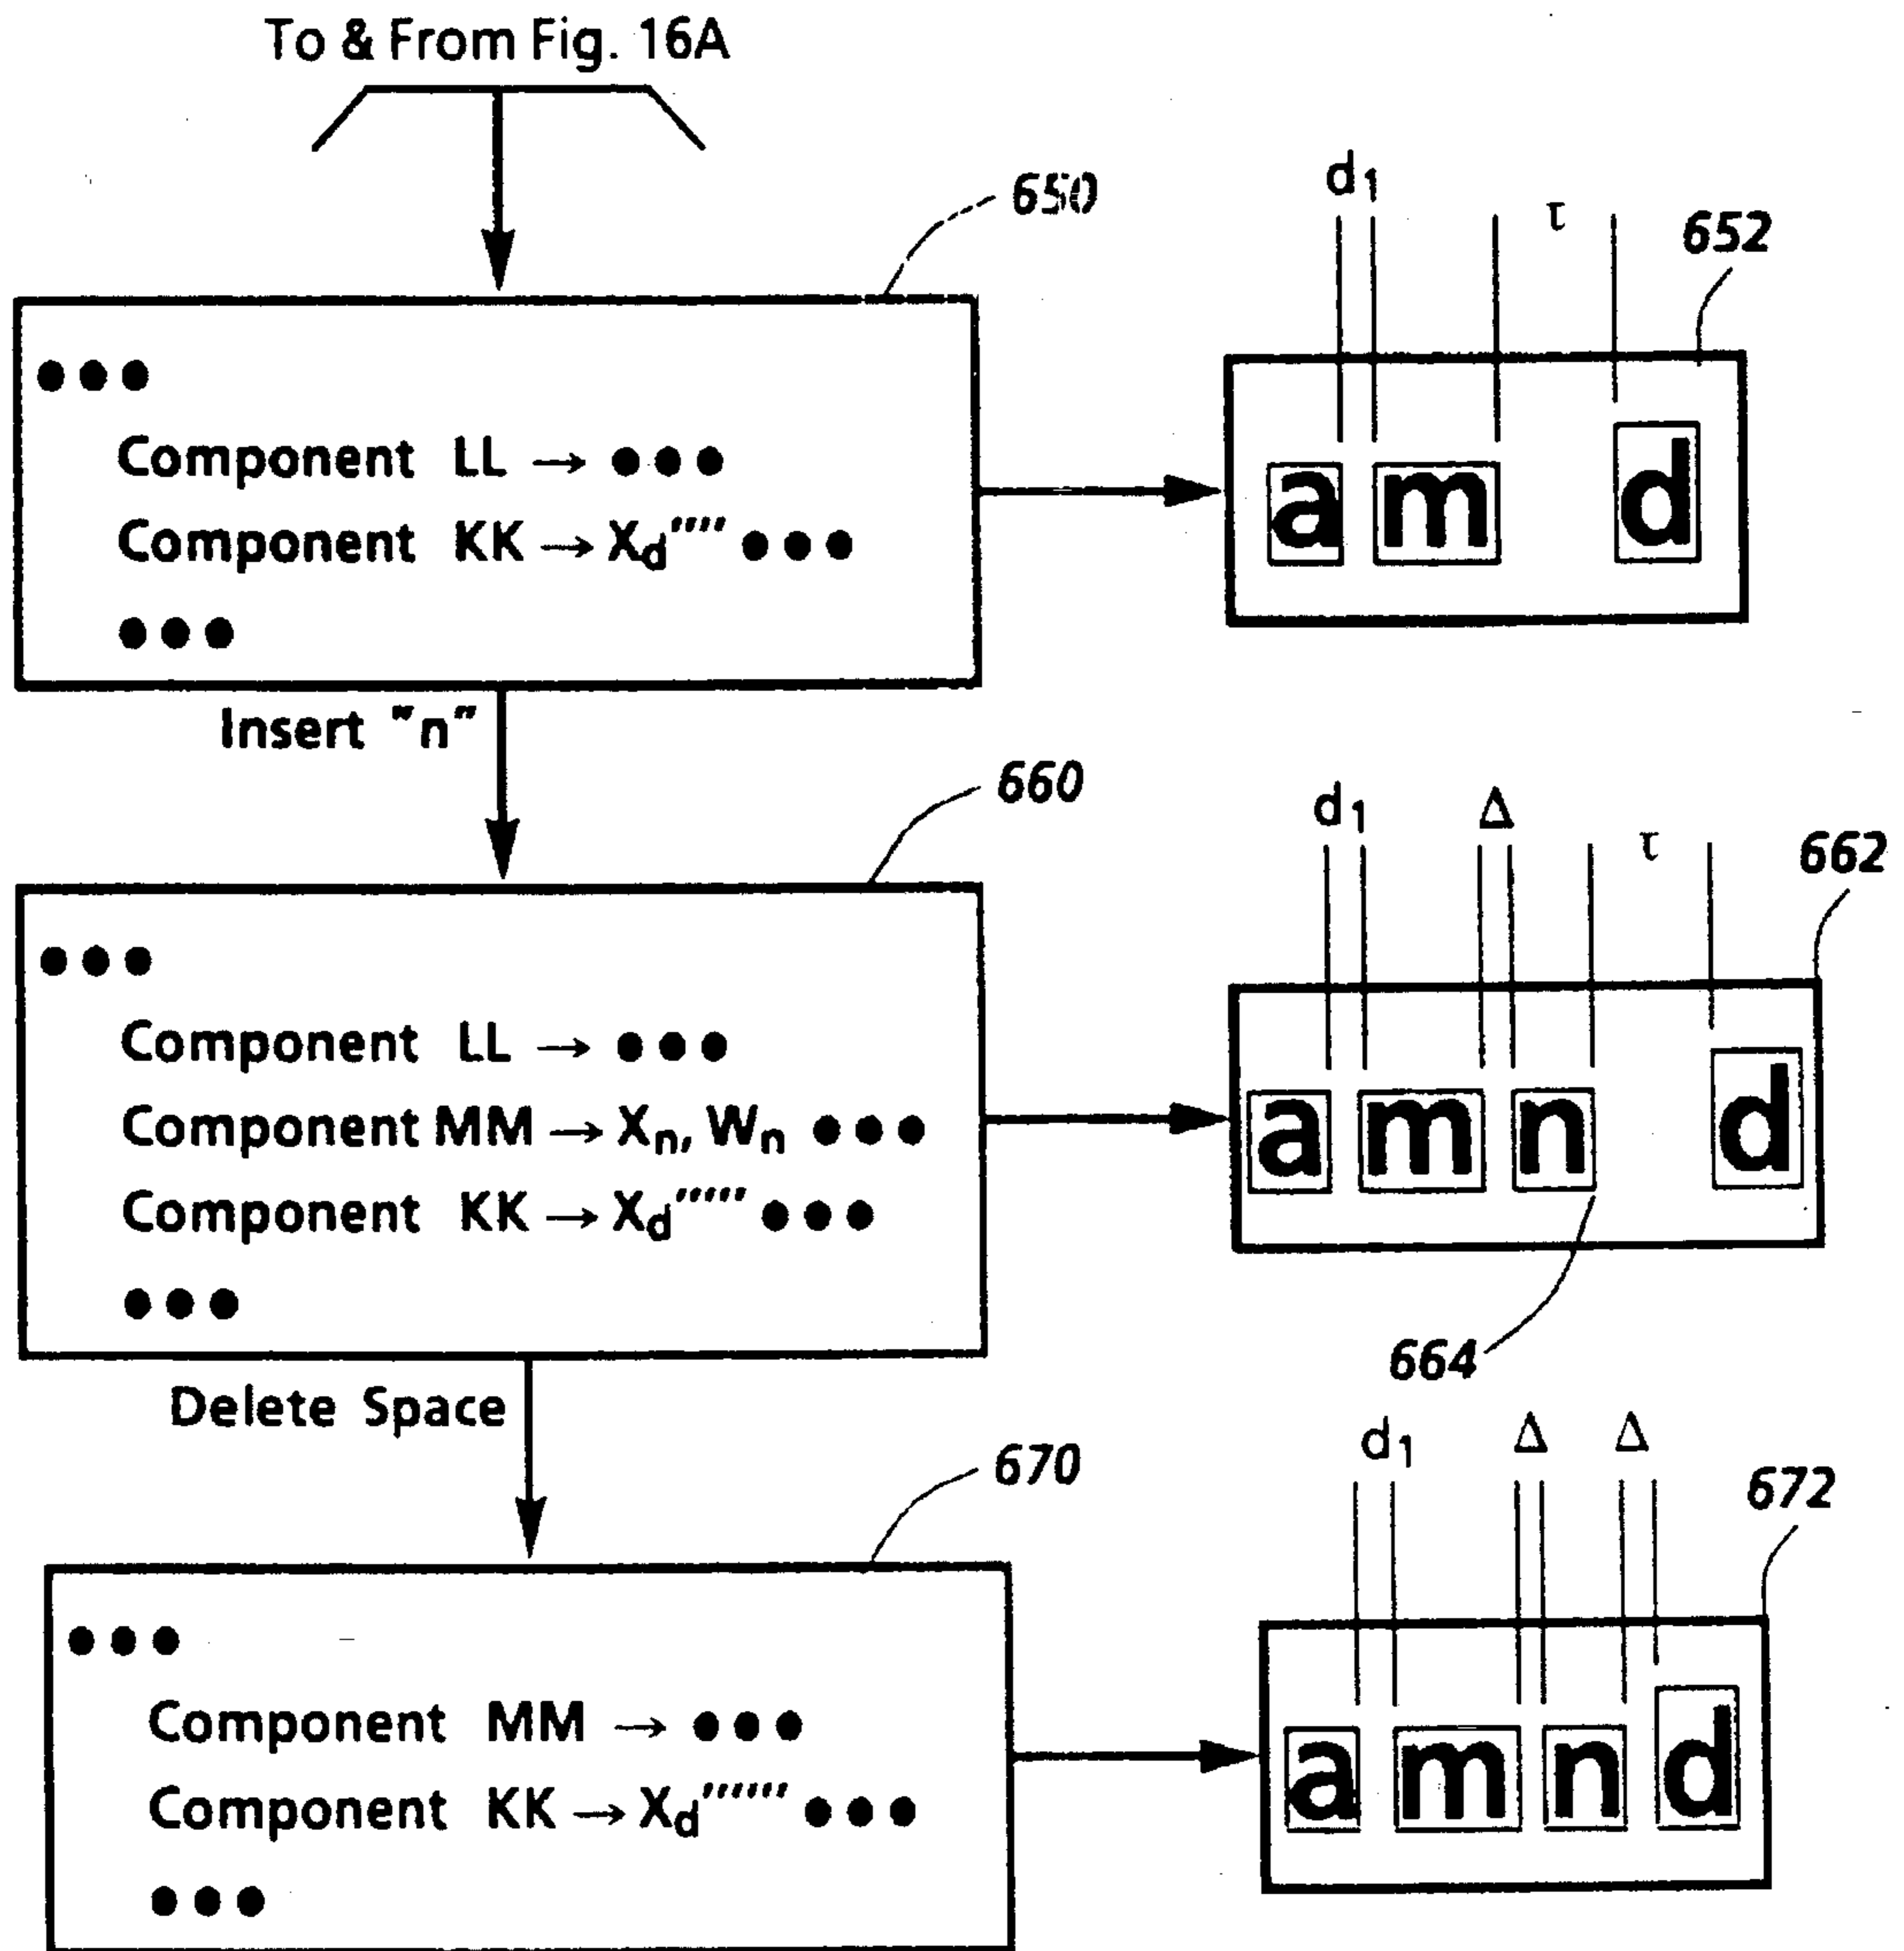 To & From Fig. 16A
650
d1 τ
652
●●●
Component LL → ●●●
Component KK → Xd'''' ●●●
●●●
a m d
Insert "n"
660
d1 Δ τ
662
●●●
Component LL → ●●●
Component MM → Xn, Wn ●●●
Component KK → Xd''''' ●●●
●●●
a m n d
664
Delete Space
670
d1 Δ Δ
672
●●●
Component MM → ●●●
Component KK → Xd'''''' ●●●
●●●
a m n d